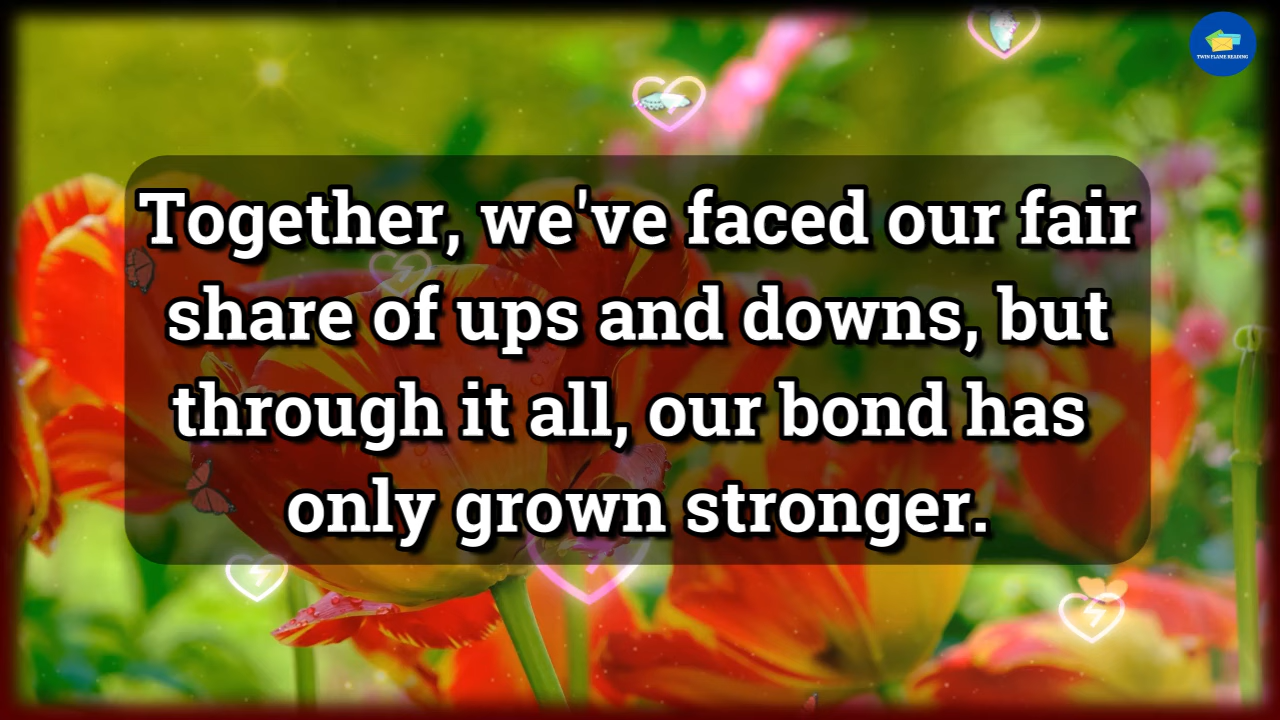 TWIN FLAME READING
Together, we've faced our fair
share of ups and downs, but
through it all, our bond has
only grown stronger.